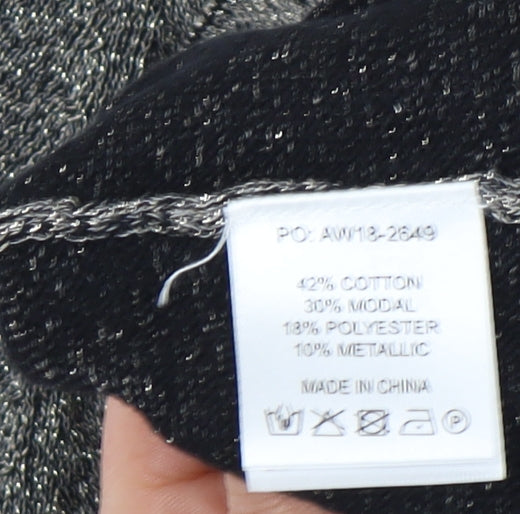 PO: AW18-2649
42% COTTON
30% MODAL
18% POLYESTER
10% METALLIC
MADE IN CHINA
P